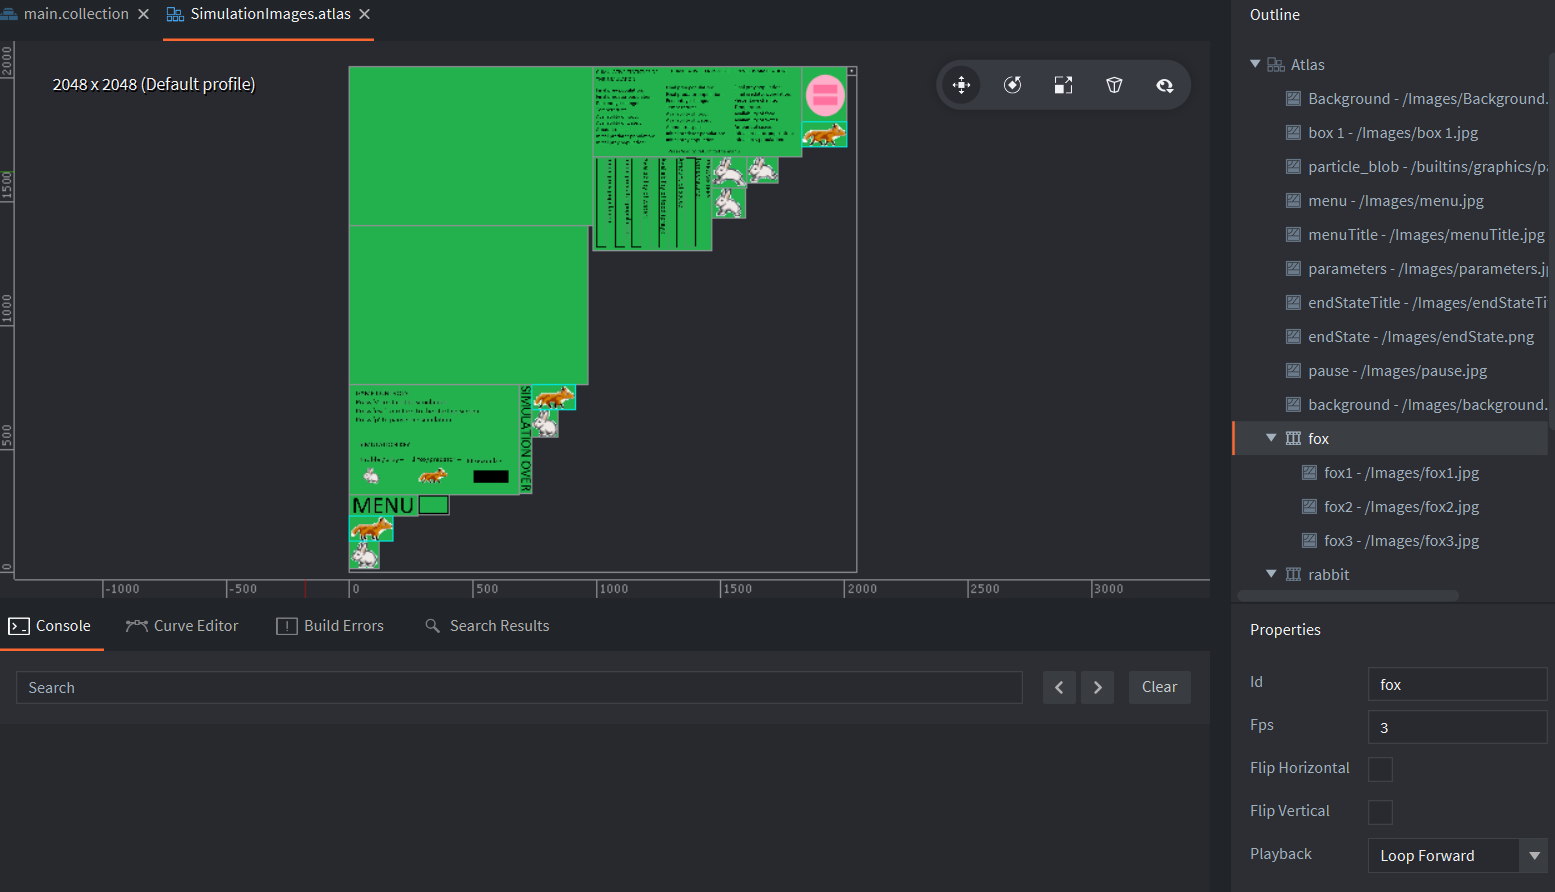 main.collection
SimulationImages.atlas
Outline
2048 x 2048 (Default profile)
2000
1500
1000
500
0
-1000
-500
0
500
1000
1500
2000
2500
3000
SIMULATION OVER
MENU
Atlas
Background - /Images/Background.
box 1 - /Images/box 1.jpg
particle_blob - /builtins/graphics/pa
menu - /Images/menu.jpg
menuTitle - /Images/menuTitle.jpg
parameters - /Images/parameters.j
endStateTitle - /Images/endStateTi
endState - /Images/endState.png
pause - /Images/pause.jpg
background - /Images/background.
fox
fox1 - /Images/fox1.jpg
fox2 - /Images/fox2.jpg
fox3 - /Images/fox3.jpg
rabbit
Console
Curve Editor
Build Errors
Search Results
Search
Clear
Properties
Id
fox
Fps
3
Flip Horizontal
Flip Vertical
Playback
Loop Forward